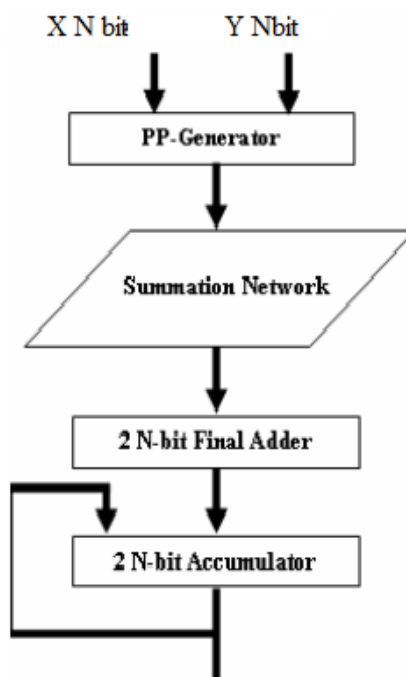 X N bit Y Nbit
PP-Generator
Summation Network
2 N-bit Final Adder
2 N-bit Accumulator